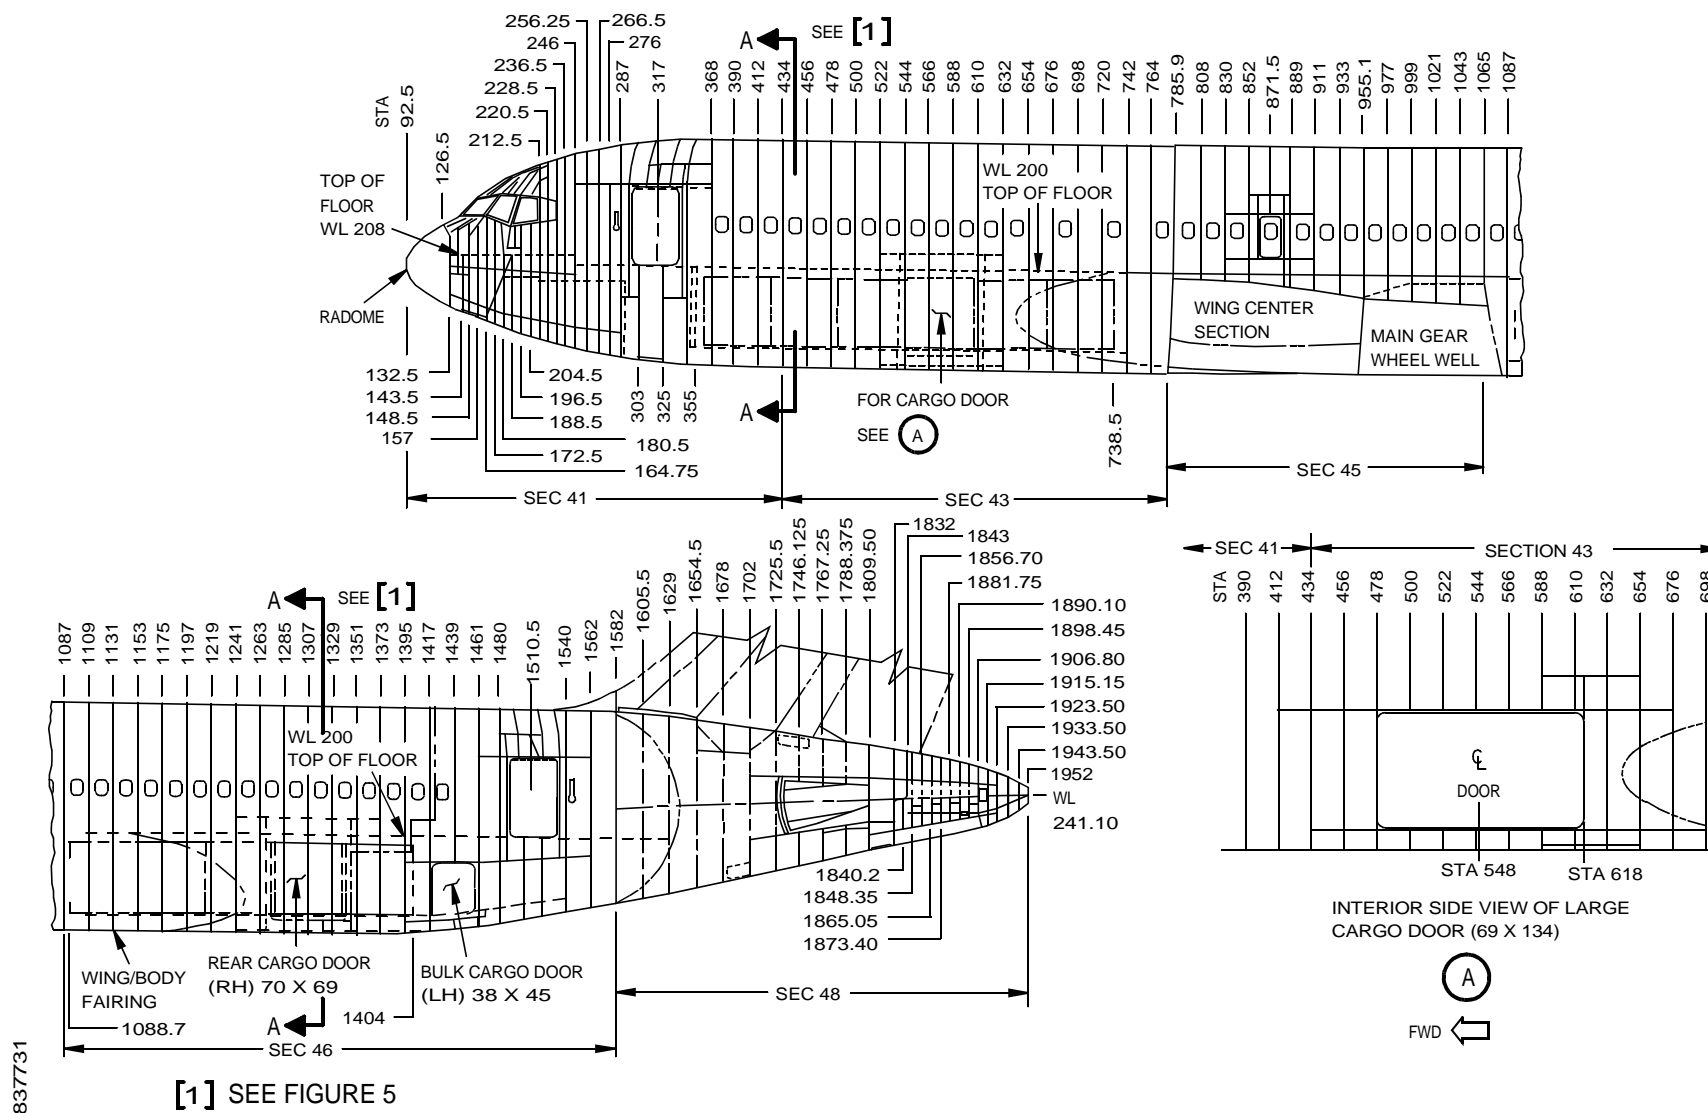 256.25
266.5
246
276
236.5
228.5
220.5
212.5
STA
92.5
126.5
287
317
A
SEE [1]
368
390
412
434
456
478
500
522
544
566
588
610
632
654
676
698
720
742
764
785.9
808
830
852
871.5
889
911
933
955.1
977
999
1021
1043
1065
1087
TOP OF
FLOOR
WL 208
WL 200
TOP OF FLOOR
RADOME
WING CENTER
SECTION
MAIN GEAR
WHEEL WELL
132.5
143.5
148.5
157
204.5
196.5
188.5
180.5
172.5
164.75
303
325
355
A
FOR CARGO DOOR
SEE A
738.5
SEC 41
SEC 43
SEC 45
A
SEE [1]
1087
1109
1131
1153
1175
1197
1219
1241
1263
1285
1307
1329
1351
1373
1395
1417
1439
1461
1480
1510.5
1540
1562
1582
1605.5
1629
1654.5
1678
1702
1725.5
1746.125
1767.25
1788.375
1809.50
1832
1843
1856.70
1881.75
1890.10
1898.45
1906.80
1915.15
1923.50
1933.50
1943.50
1952
WL
241.10
WL 200
TOP OF FLOOR
1840.2
1848.35
1865.05
1873.40
WING/BODY
FAIRING
REAR CARGO DOOR
(RH) 70 X 69
BULK CARGO DOOR
(LH) 38 X 45
1088.7
A
1404
SEC 46
SEC 48
SEC 41
SECTION 43
STA
390
412
434
456
478
500
522
544
566
588
610
632
654
676
698
℄
DOOR
STA 548
STA 618
INTERIOR SIDE VIEW OF LARGE
CARGO DOOR (69 X 134)
A
FWD
837731
[1] SEE FIGURE 5